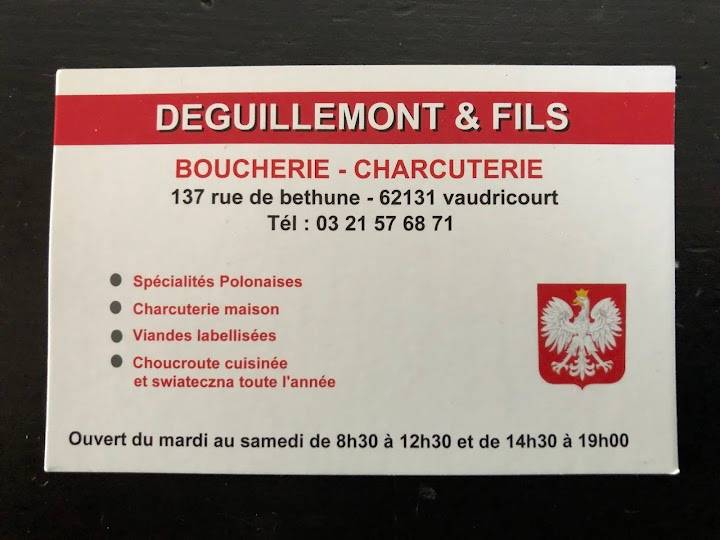 DEGUILLEMONT & FILS
BOUCHERIE - CHARCUTERIE
137 rue de bethune - 62131 vaudricourt
Tél : 03 21 57 68 71
Spécialités Polonaises
Charcuterie maison
Viandes labellisées
Choucroute cuisinée
et swiateczna toute l'année
Ouvert du mardi au samedi de 8h30 à 12h30 et de 14h30 à 19h00